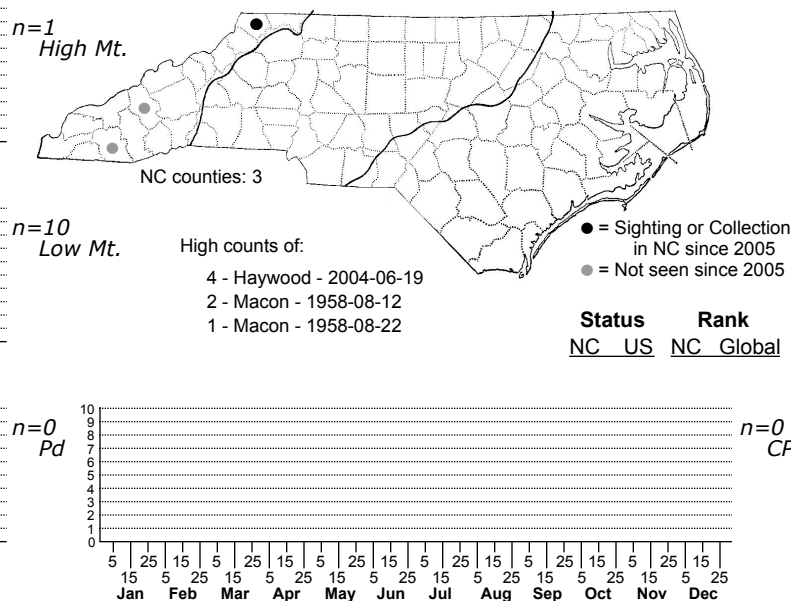 n=1
High Mt.
NC counties: 3
n=10
Low Mt.
High counts of:
4 - Haywood - 2004-06-19
2 - Macon - 1958-08-12
1 - Macon - 1958-08-22
● = Sighting or Collection
in NC since 2005
● = Not seen since 2005
Status Rank
NC US NC Global
n=0
Pd
n=0
CP
10
9
8
7
6
5
4
3
2
1
0
5 25 15 5 25 15 5 25 15 5 25 15 5 25 15 5 25 15
15 5 25 15 5 25 15 5 25 15 5 25 15 5 25 15 5 25
Jan Feb Mar Apr May Jun Jul Aug Sep Oct Nov Dec